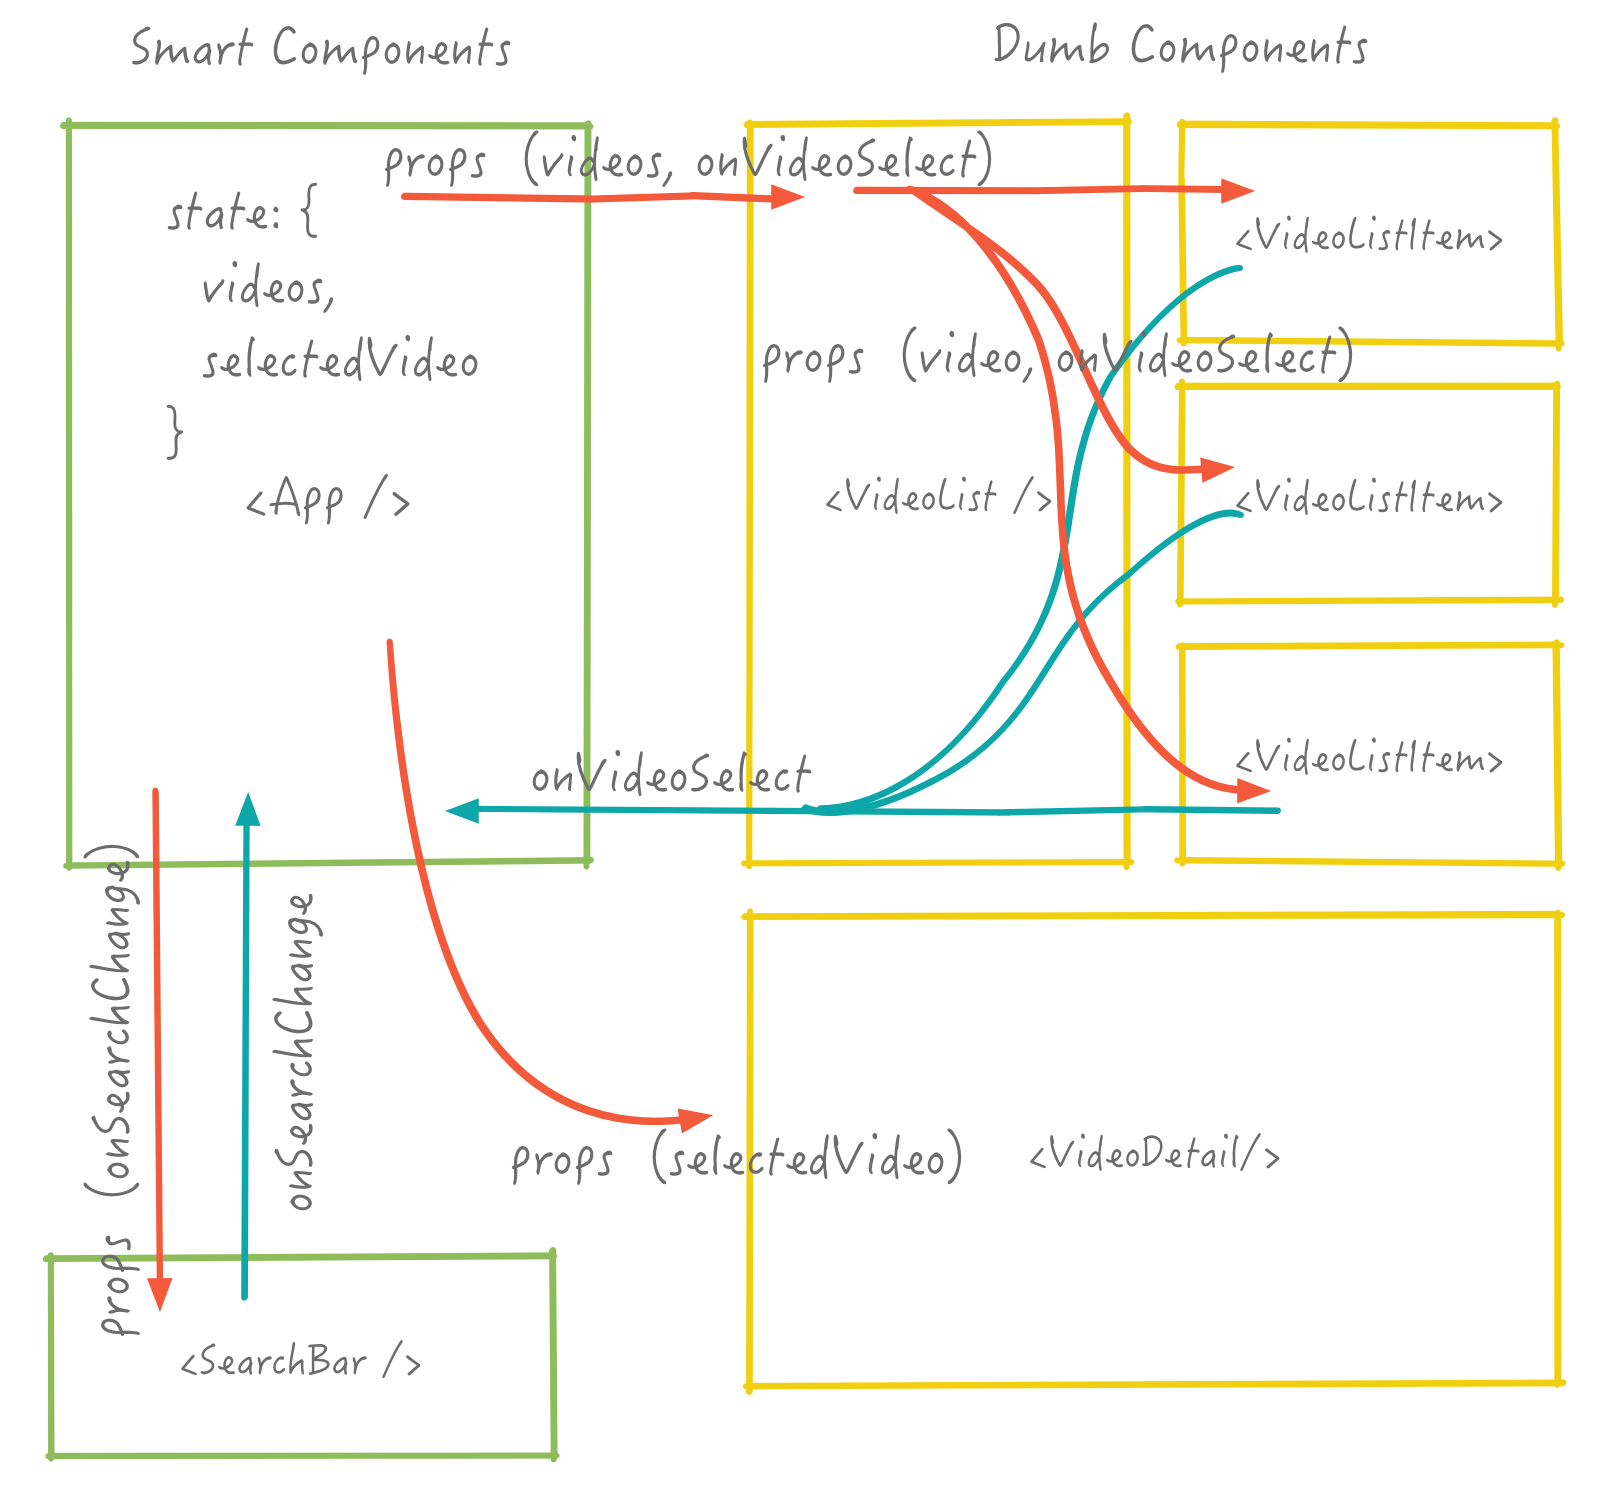 Smart Components
Dumb Components
props (videos, onVideoSelect)
state: {
videos,
selectedVideo
}
<App />
<VideoListItem>
props (video, onVideoSelect)
<VideoList />
<VideoListItem>
<VideoListItem>
onVideoSelect
props (onSearchChange)
onSearchChange
props (selectedVideo)
<VideoDetail/>
<SearchBar />